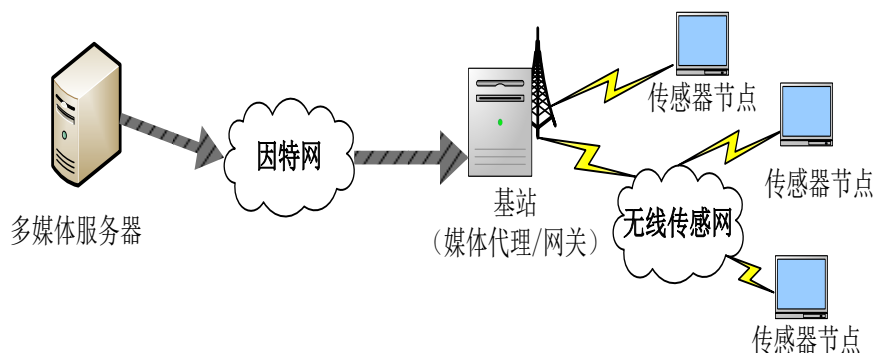 多媒体服务器
因特网
基站
（媒体代理/网关）
无线传感网
传感器节点
传感器节点
传感器节点